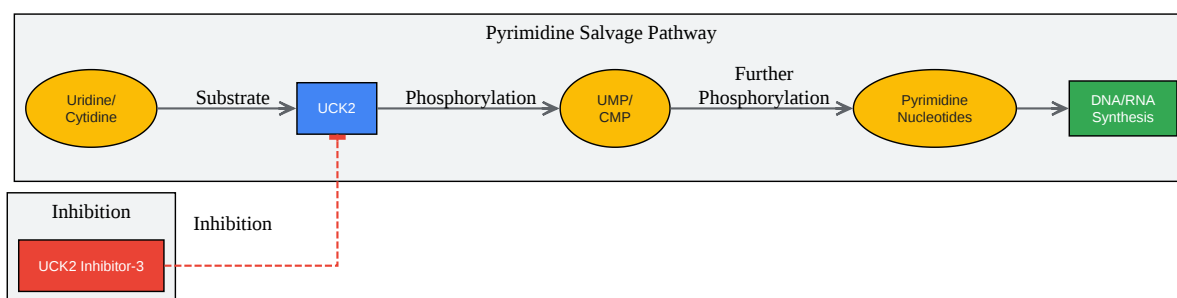 Pyrimidine Salvage Pathway
Uridine/
Cytidine
Substrate
UCK2
Phosphorylation
UMP/
CMP
Further
Phosphorylation
Pyrimidine
Nucleotides
DNA/RNA
Synthesis
Inhibition
UCK2 Inhibitor-3
Inhibition